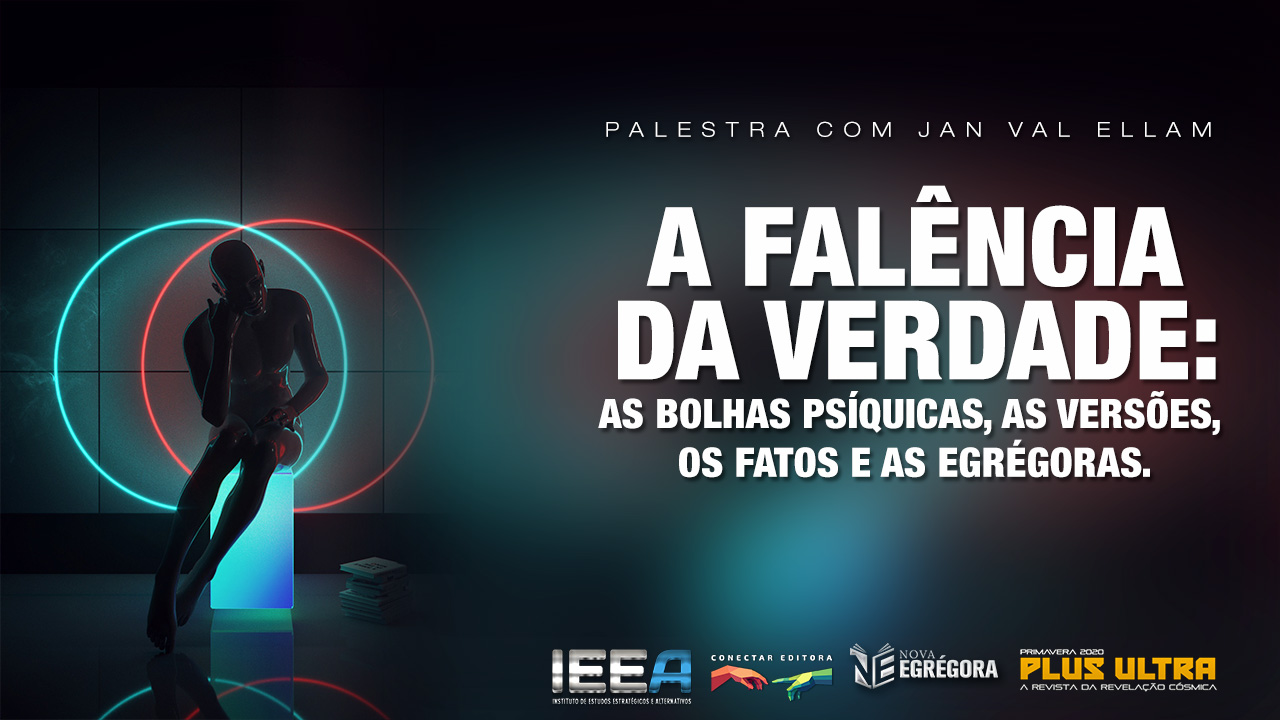 PALESTRA COM JAN VAL ELLAM
A FALÊNCIA
DA VERDADE:
AS BOLHAS PSÍQUICAS, AS VERSÕES,
OS FATOS E AS EGRÉGORAS.
IEEA
INSTITUTO DE ESTUDOS ESTRATÉGICOS E ALTERNATIVOS
CONECTAR EDITORA
NE NOVA
EGRÉGORA
PRIMAVERA 2020
PLUS ULTRA
A REVISTA DA REVELAÇÃO CÓSMICA